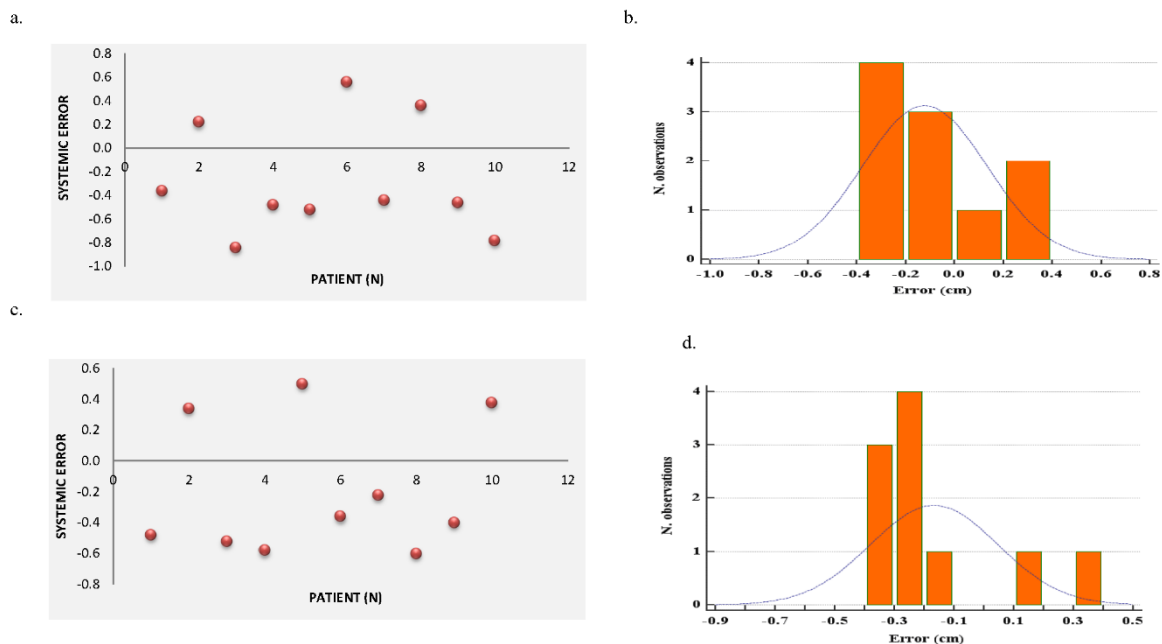 a.
0.8
0.6
0.4
0.2
0.0
-0.2
-0.4
-0.6
-0.8
-1.0
0 2 4 6 8 10 12
SYSTEMIC ERROR
PATIENT (N)
b.
4
3
2
1
0
N. observations
-1.0 -0.8 -0.6 -0.4 -0.2 0.0 0.2 0.4 0.6 0.8
Error (cm)
c.
0.6
0.4
0.2
0.0
-0.2
-0.4
-0.6
-0.8
0 2 4 6 8 10 12
SYSTEMIC ERROR
PATIENT (N)
d.
4
3
2
1
0
N. observations
-0.9 -0.7 -0.5 -0.3 -0.1 0.1 0.3 0.5
Error (cm)